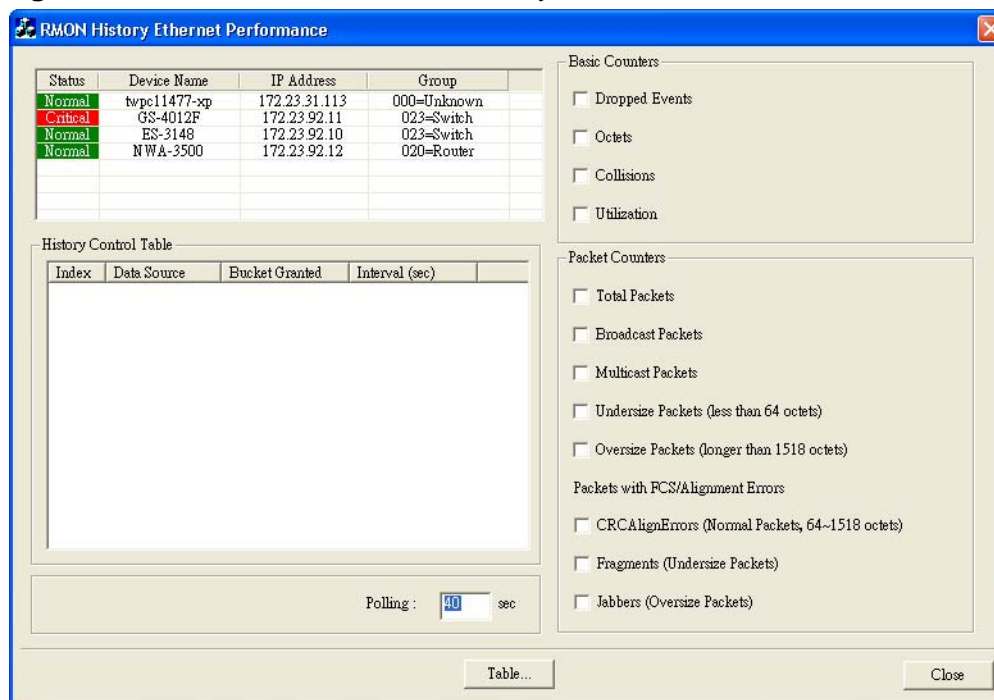 RMON History Ethernet Performance
Status Device Name IP Address Group
Normal twpc11477-xp 172.23.31.113 000=Unknown
Critical GS-4012F 172.23.92.11 023=Switch
Normal ES-3148 172.23.92.10 023=Switch
Normal NWA-3500 172.23.92.12 020=Router
History Control Table
Index Data Source Bucket Granted Interval (sec)
Polling : 40 sec
Basic Counters
Dropped Events
Octets
Collisions
Utilization
Packet Counters
Total Packets
Broadcast Packets
Multicast Packets
Undersize Packets (less than 64 octets)
Oversize Packets (longer than 1518 octets)
Packets with FCS/Alignment Errors
CRCAlignErrors (Normal Packets, 64~1518 octets)
Fragments (Undersize Packets)
Jabbers (Oversize Packets)
Table...
Close